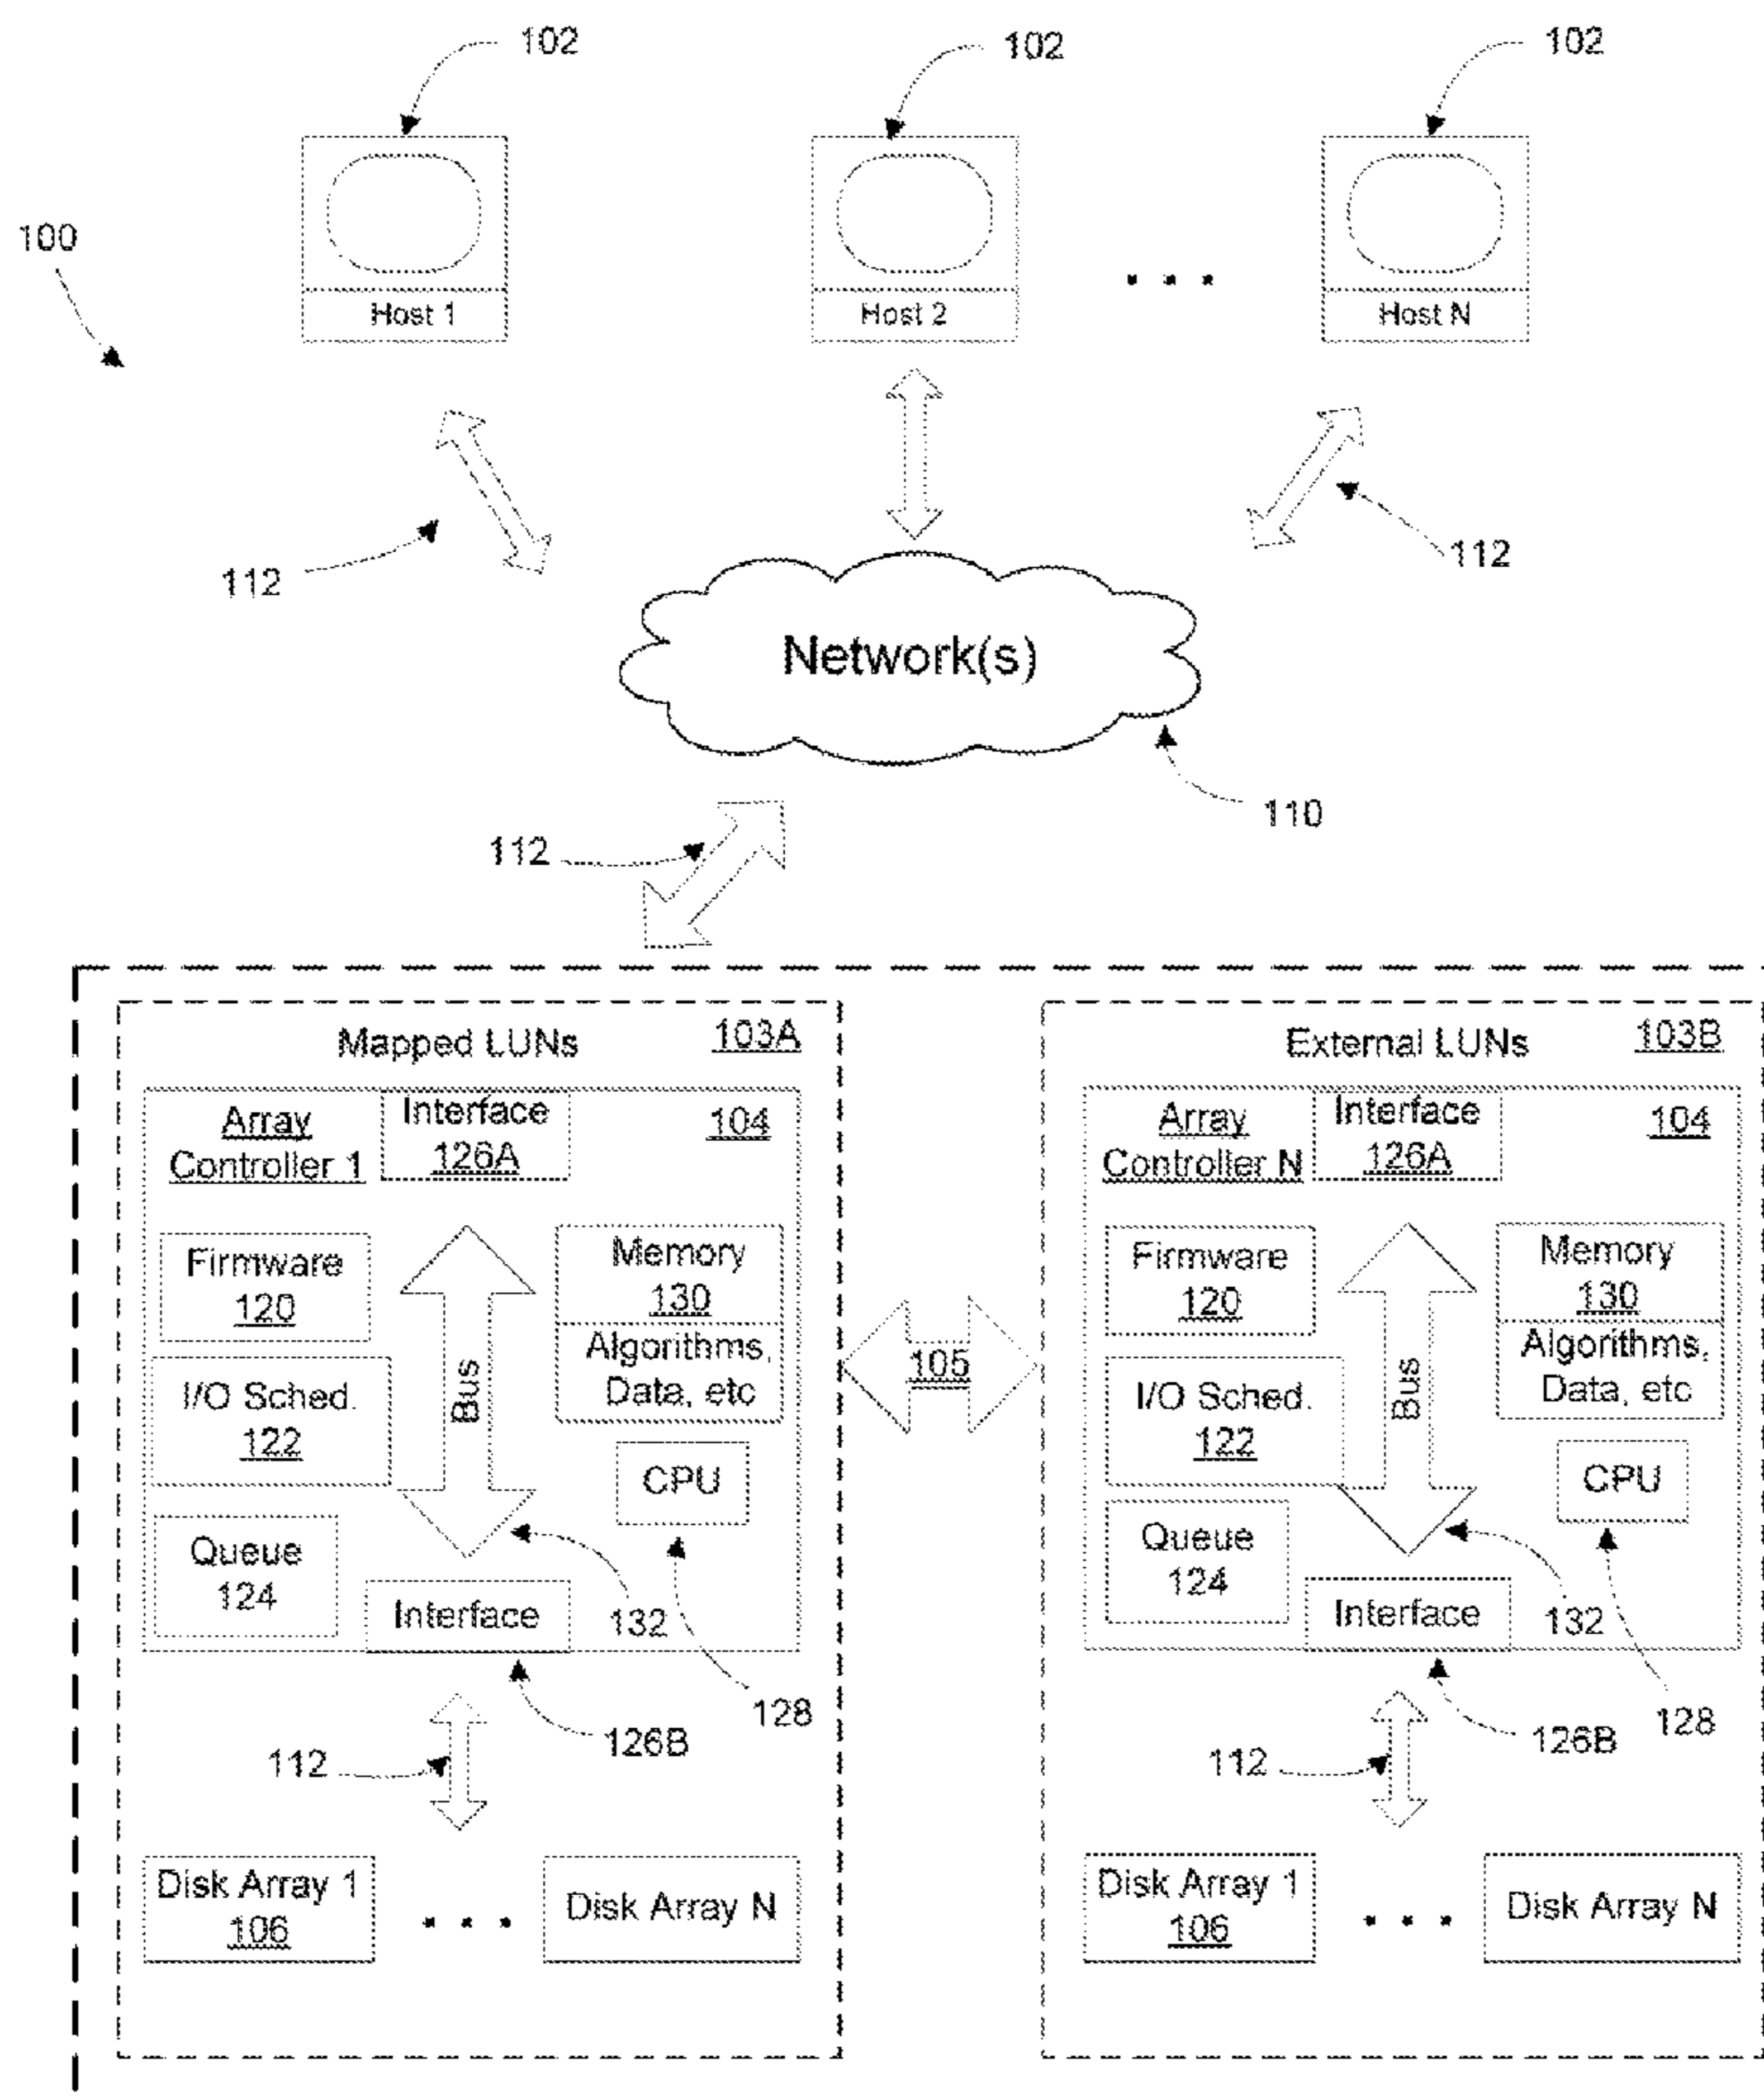 102
102
102
100
Host 1
Host 2
. . .
Host N
112
112
Network(s)
110
112
Mapped LUNs
103A
Array
Controller 1
Interface
126A
104
Firmware
120
Memory
130
Algorithms,
Data, etc
I/O Sched.
122
Bus
CPU
Queue
124
Interface
132
128
126B
112
Disk Array 1
106
. . .
Disk Array N
105
External LUNs
103B
Array
Controller N
Interface
126A
104
Firmware
120
Memory
130
Algorithms,
Data, etc
I/O Sched.
122
Bus
CPU
Queue
124
Interface
132
128
126B
112
Disk Array 1
106
. . .
Disk Array N